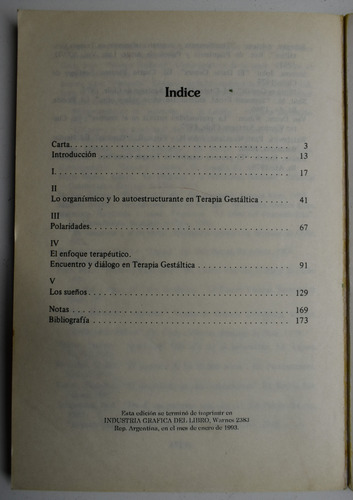 Indice
Carta. . . . . . . . . . . . . . . . . . . . . . . . . . . . . . . . . . . 3
Introducción . . . . . . . . . . . . . . . . . . . . . . . . . . . . . . 13
I. . . . . . . . . . . . . . . . . . . . . . . . . . . . . . . . . . . . . 17
II
Lo organísmico y lo autoestructurante en Terapia Gestáltica . . . . . . 41
III
Polaridades. . . . . . . . . . . . . . . . . . . . . . . . . . . . . . . 67
IV
El enfoque terapéutico.
Encuentro y diálogo en Terapia Gestáltica . . . . . . . . . . . . . . . 91
V
Los sueños. . . . . . . . . . . . . . . . . . . . . . . . . . . . . . . 129
Notas . . . . . . . . . . . . . . . . . . . . . . . . . . . . . . . . . 169
Bibliografía . . . . . . . . . . . . . . . . . . . . . . . . . . . . . . 173
Esta edición se terminó de imprimir en
INDUSTRIA GRAFICA DEL LIBRO, Warnes 2383
Rep. Argentina, en el mes de enero de 1993.